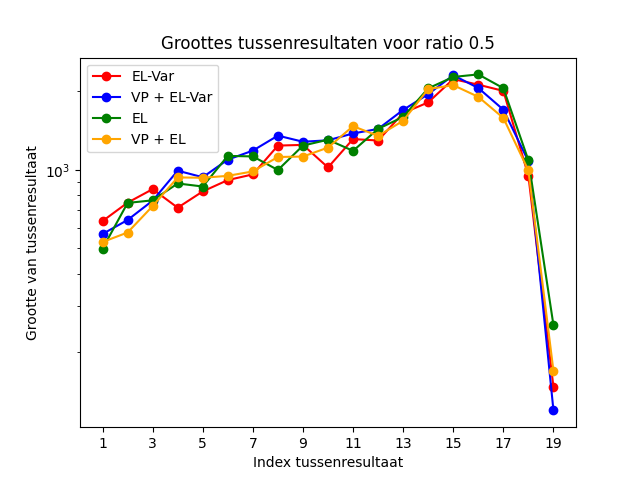 Groottes tussenresultaten voor ratio 0.5
EL-Var
VP + EL-Var
EL
VP + EL
10³
Grootte van tussenresultaat
1 3 5 7 9 11 13 15 17 19
Index tussenresultaat